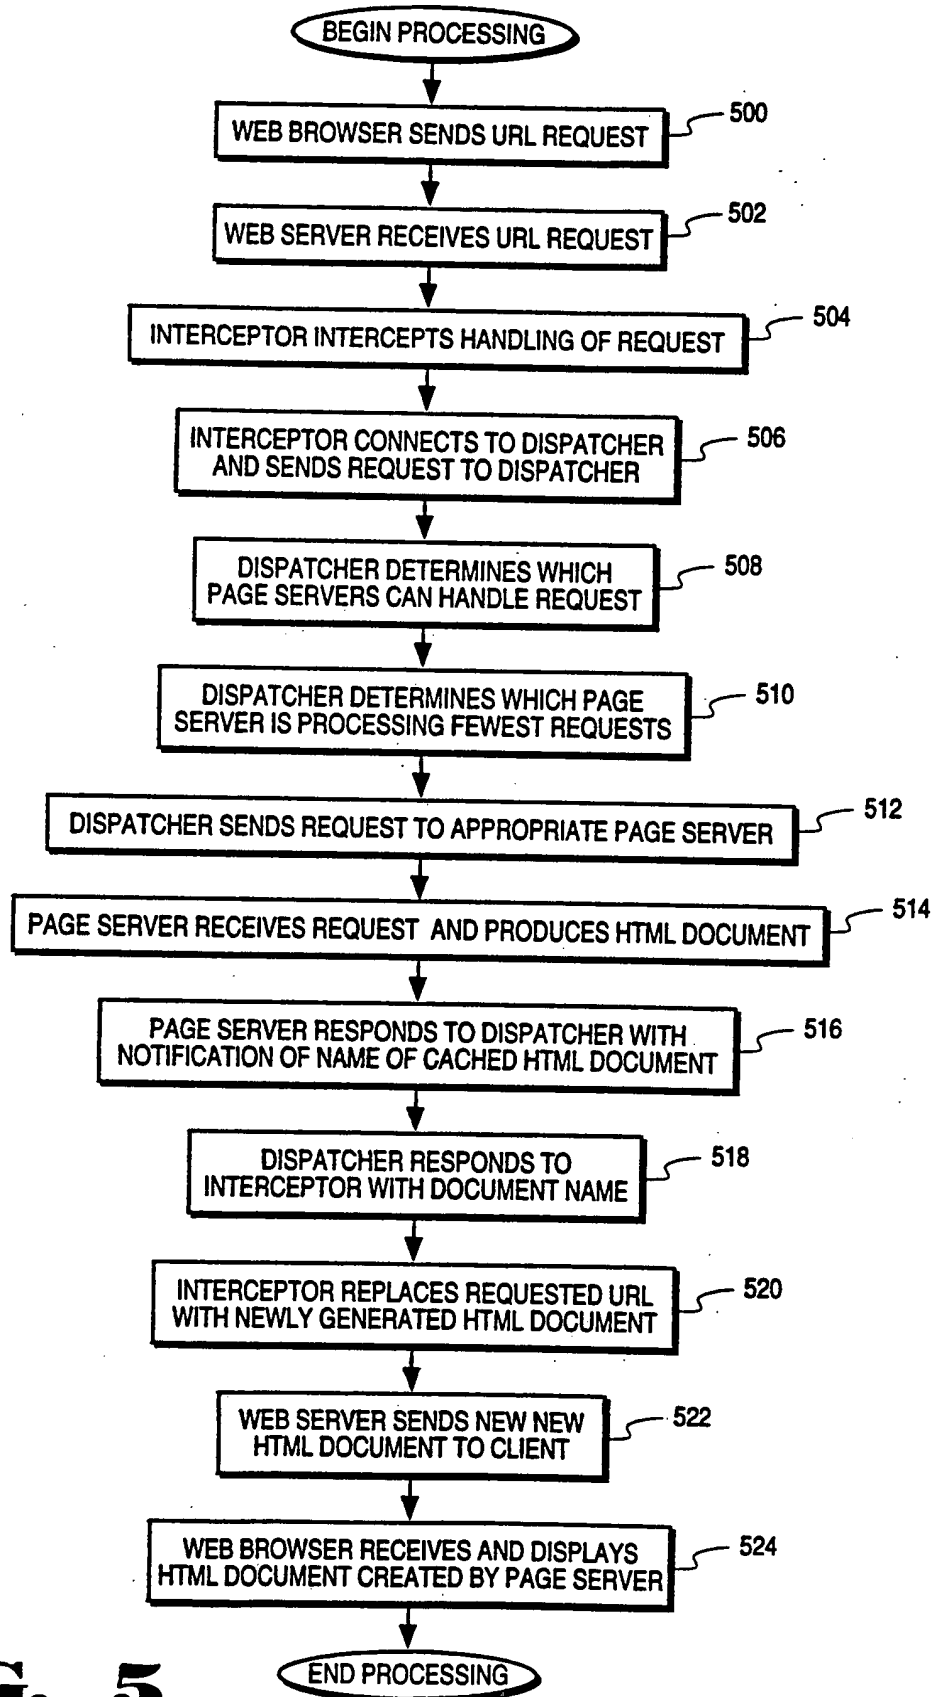 BEGIN PROCESSING
WEB BROWSER SENDS URL REQUEST
500
WEB SERVER RECEIVES URL REQUEST
502
INTERCEPTOR INTERCEPTS HANDLING OF REQUEST
504
INTERCEPTOR CONNECTS TO DISPATCHER
AND SENDS REQUEST TO DISPATCHER
506
DISPATCHER DETERMINES WHICH
PAGE SERVERS CAN HANDLE REQUEST
508
DISPATCHER DETERMINES WHICH PAGE
SERVER IS PROCESSING FEWEST REQUESTS
510
DISPATCHER SENDS REQUEST TO APPROPRIATE PAGE SERVER
512
PAGE SERVER RECEIVES REQUEST AND PRODUCES HTML DOCUMENT
514
PAGE SERVER RESPONDS TO DISPATCHER WITH
NOTIFICATION OF NAME OF CACHED HTML DOCUMENT
516
DISPATCHER RESPONDS TO
INTERCEPTOR WITH DOCUMENT NAME
518
INTERCEPTOR REPLACES REQUESTED URL
WITH NEWLY GENERATED HTML DOCUMENT
520
WEB SERVER SENDS NEW NEW
HTML DOCUMENT TO CLIENT
522
WEB BROWSER RECEIVES AND DISPLAYS
HTML DOCUMENT CREATED BY PAGE SERVER
524
END PROCESSING
5